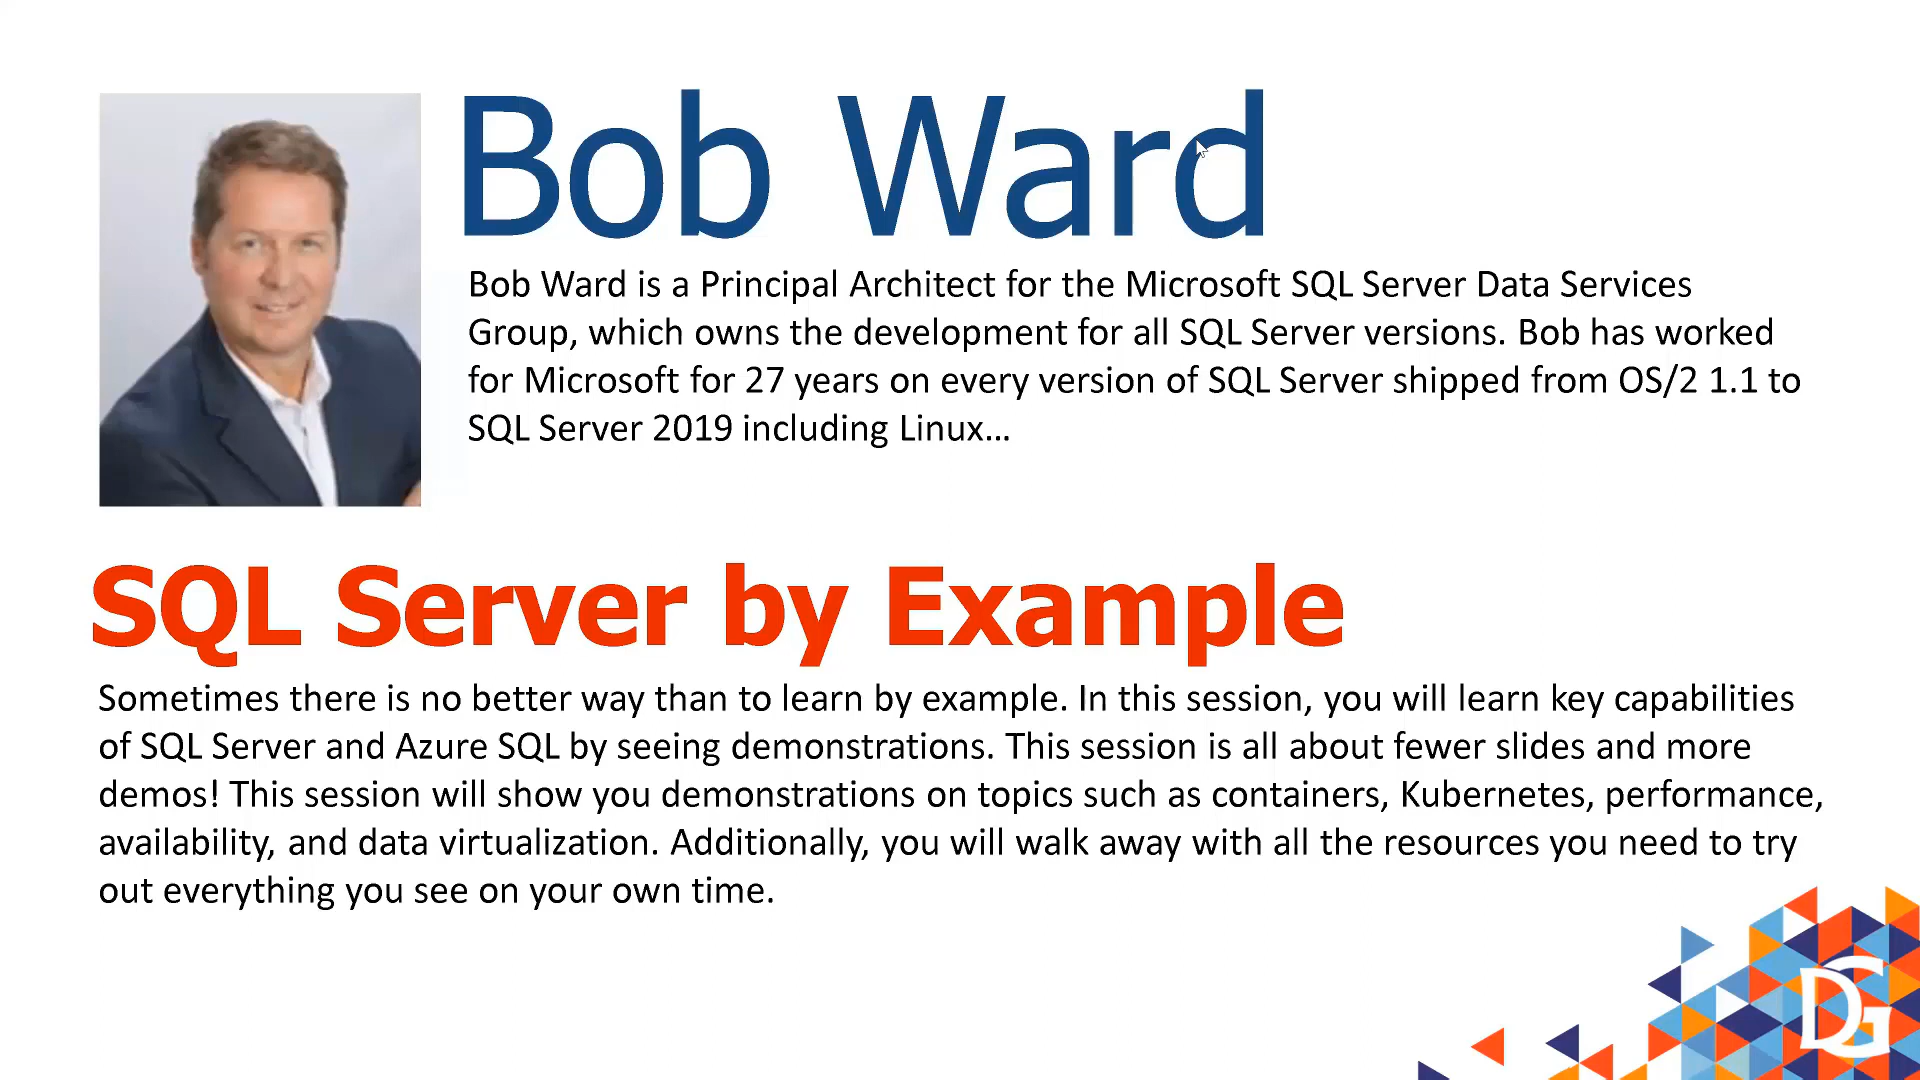 Bob Ward
Bob Ward is a Principal Architect for the Microsoft SQL Server Data Services
Group, which owns the development for all SQL Server versions. Bob has worked
for Microsoft for 27 years on every version of SQL Server shipped from OS/2 1.1 to
SQL Server 2019 including Linux...
SQL Server by Example
Sometimes there is no better way than to learn by example. In this session, you will learn key capabilities
of SQL Server and Azure SQL by seeing demonstrations. This session is all about fewer slides and more
demos! This session will show you demonstrations on topics such as containers, Kubernetes, performance,
availability, and data virtualization. Additionally, you will walk away with all the resources you need to try
out everything you see on your own time.
DG